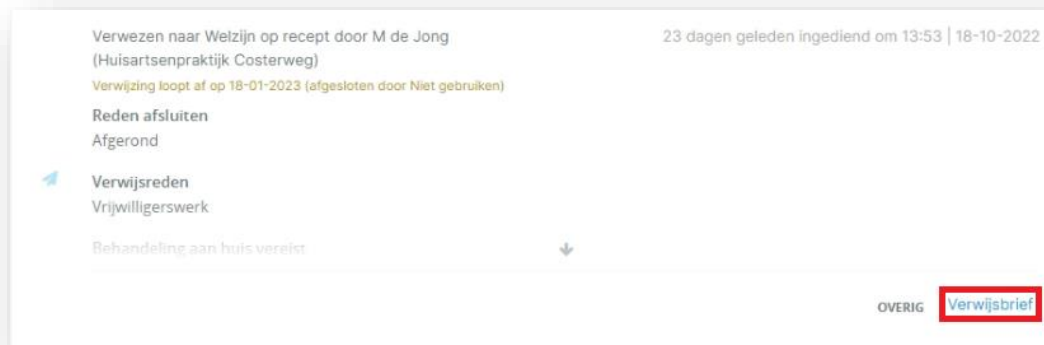 Verwezen naar Welzijn op recept door M de Jong
(Huisartsenpraktijk Costerweg)
23 dagen geleden ingediend om 13:53 | 18-10-2022
Verwijzing loopt af op 18-01-2023 (afgesloten door Niet gebruiken)
Reden afsluiten
Afgerond
Verwijsreden
Vrijwilligerswerk
Behandeling aan huis vereist
OVERIG Verwijsbrief